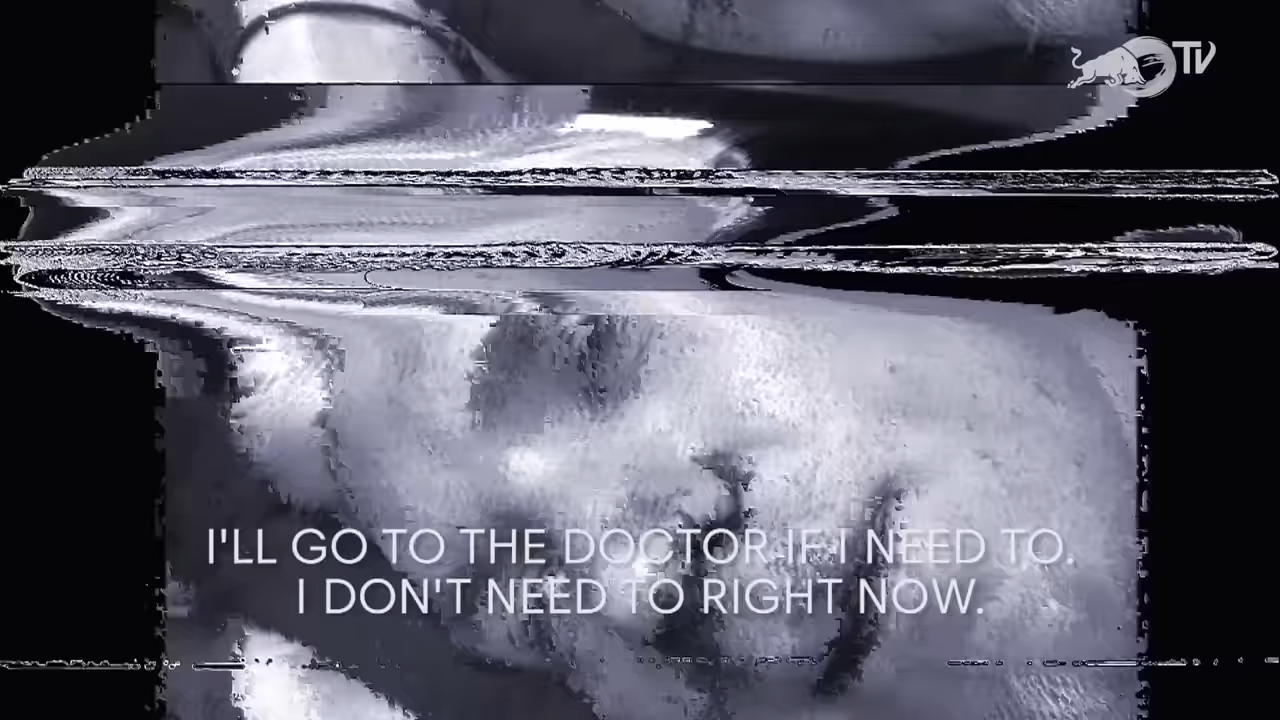 TV
I'LL GO TO THE DOCTOR IF I NEED TO.
I DON'T NEED TO RIGHT NOW.